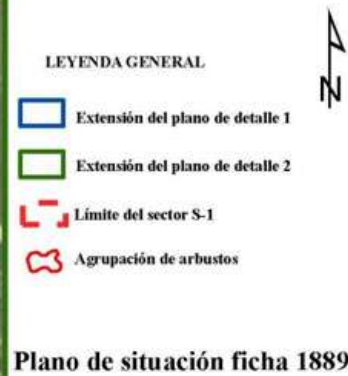 N
LEYENDA GENERAL
Extensión del plano de detalle 1
Extensión del plano de detalle 2
Límite del sector S-1
Agrupación de arbustos
Plano de situación ficha 1889